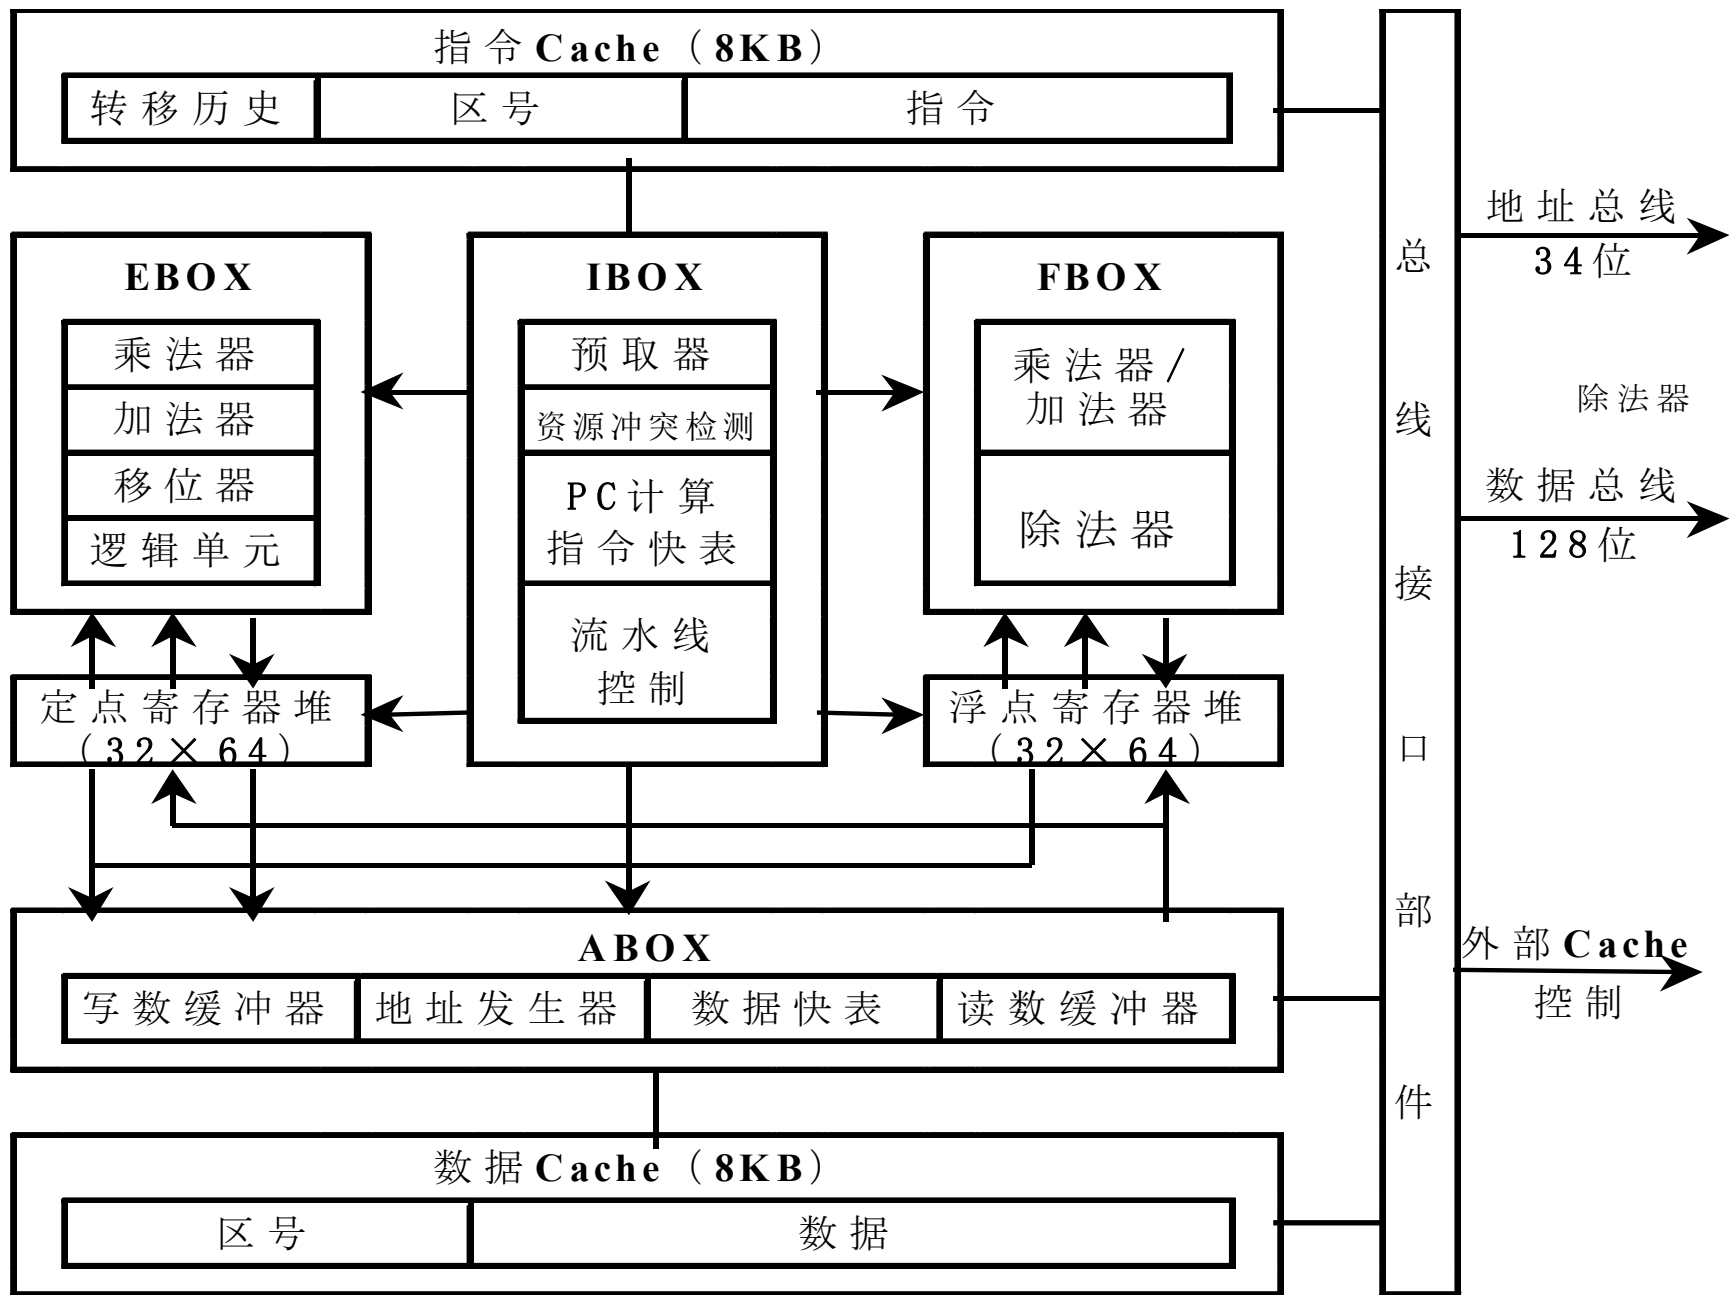 指令Cache（8KB）
转移历史
区号
指令
EBOX
乘法器
加法器
移位器
逻辑单元
IBOX
预取器
资源冲突检测
PC计算
指令快表
流水线
控制
FBOX
乘法器/
加法器
除法器
定点寄存器堆
(32×64)
浮点寄存器堆
(32×64)
ABOX
写数缓冲器
地址发生器
数据快表
读数缓冲器
数据Cache（8KB）
区号
数据
总
线
接
口
部
件
地址总线
34位
除法器
数据总线
128位
外部Cache
控制